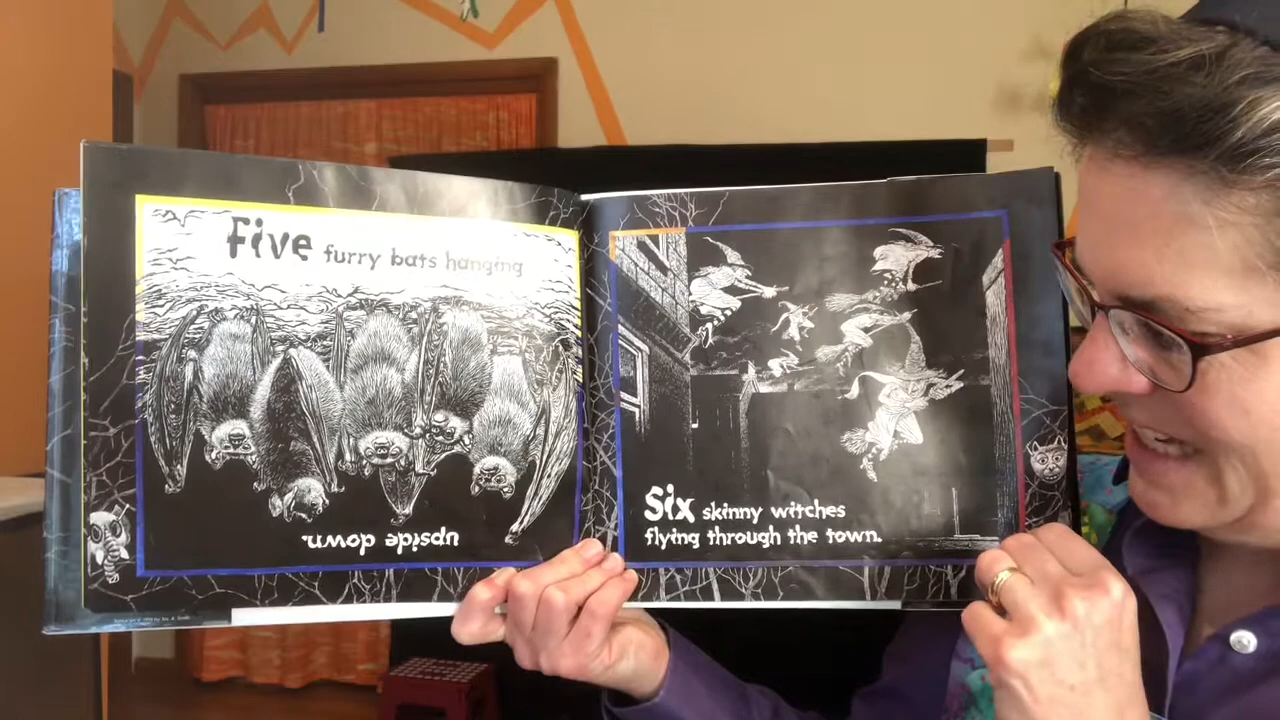 Five furry bats hanging
upside down.
Six skinny witches
flying through the town.